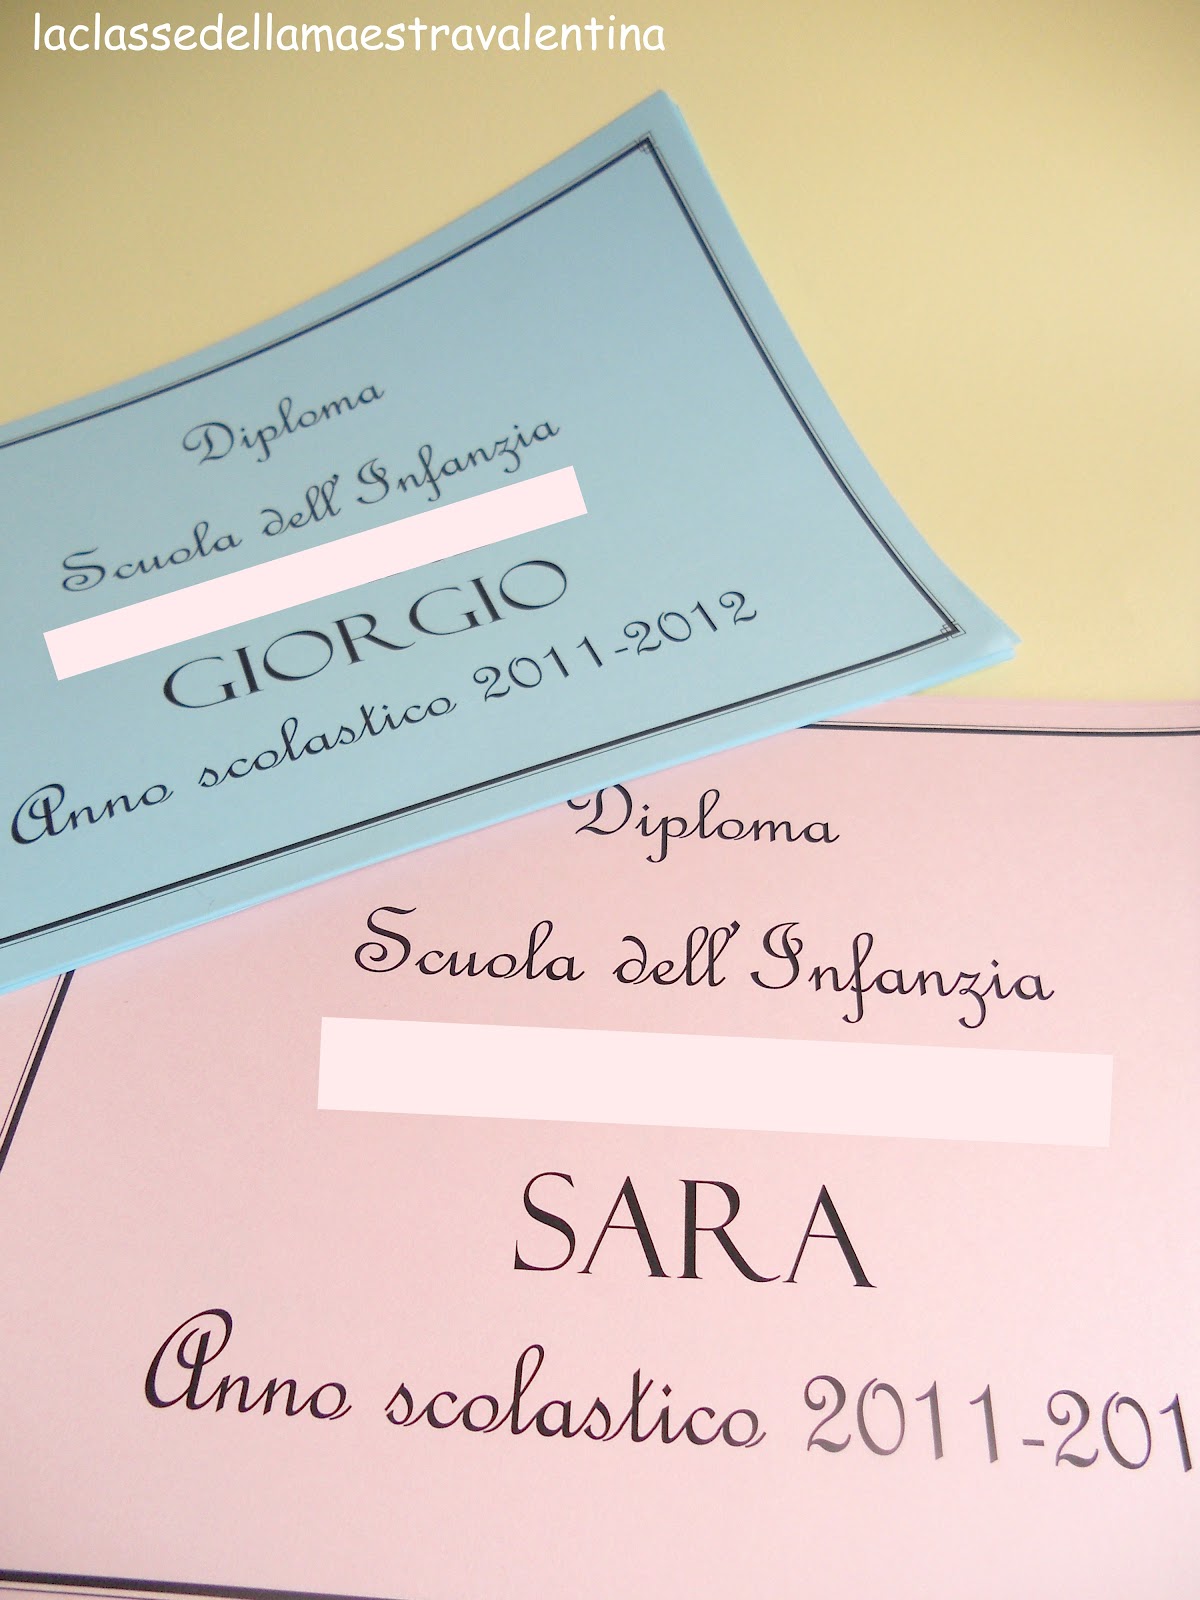 laclassedellamaestravalentina
Diploma
Scuola dell'Infanzia
GIORGIO
Anno scolastico 2011-2012
Diploma
Scuola dell'Infanzia
SARA
Anno scolastico 2011-201